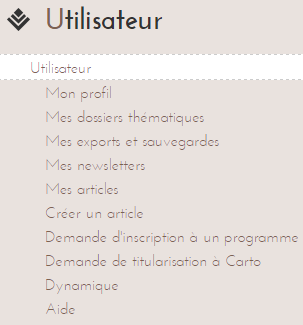 Utilisateur
Utilisateur
Mon profil
Mes dossiers thématiques
Mes exports et sauvegardes
Mes newsletters
Mes articles
Créer un article
Demande d'inscription à un programme
Demande de titularisation à Carto
Dynamique
Aide